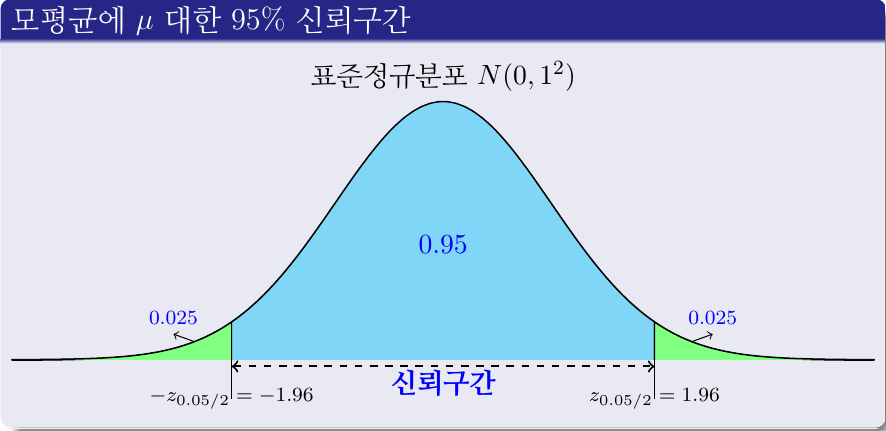 모평균에 μ 대한 95% 신뢰구간
표준정규분포 N(0, 1²)
0.95
0.025
0.025
신뢰구간
−z₀.₀₅/₂ = −1.96
z₀.₀₅/₂ = 1.96